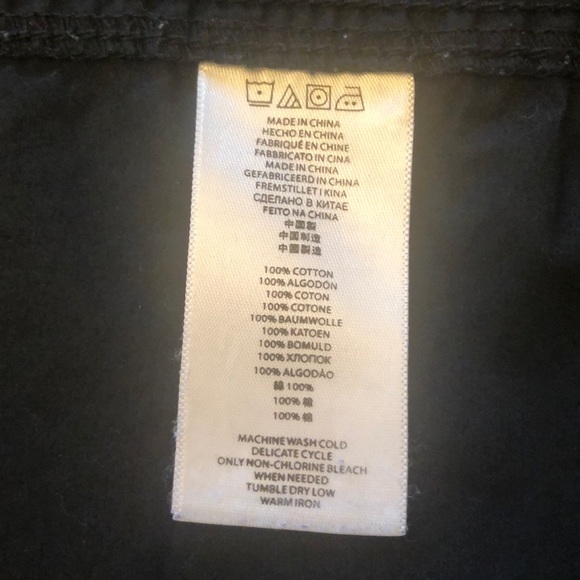 MADE IN CHINA
HECHO EN CHINA
FABRIQUÉ EN CHINE
FABBRICATO IN CINA
MADE IN CHINA
GEFABRICEERD IN CHINA
FREMSTILLET I KINA
СДЕЛАНО В КИТАЕ
FEITO NA CHINA
中國製
中国制造
中国製造
100% COTTON
100% ALGODÓN
100% COTON
100% COTONE
100% BAUMWOLLE
100% KATOEN
100% BOMULD
100% ХЛОПОК
100% ALGODÃO
綿 100%
100% 棉
100% 棉
MACHINE WASH COLD
DELICATE CYCLE
ONLY NON-CHLORINE BLEACH
WHEN NEEDED
TUMBLE DRY LOW
WARM IRON